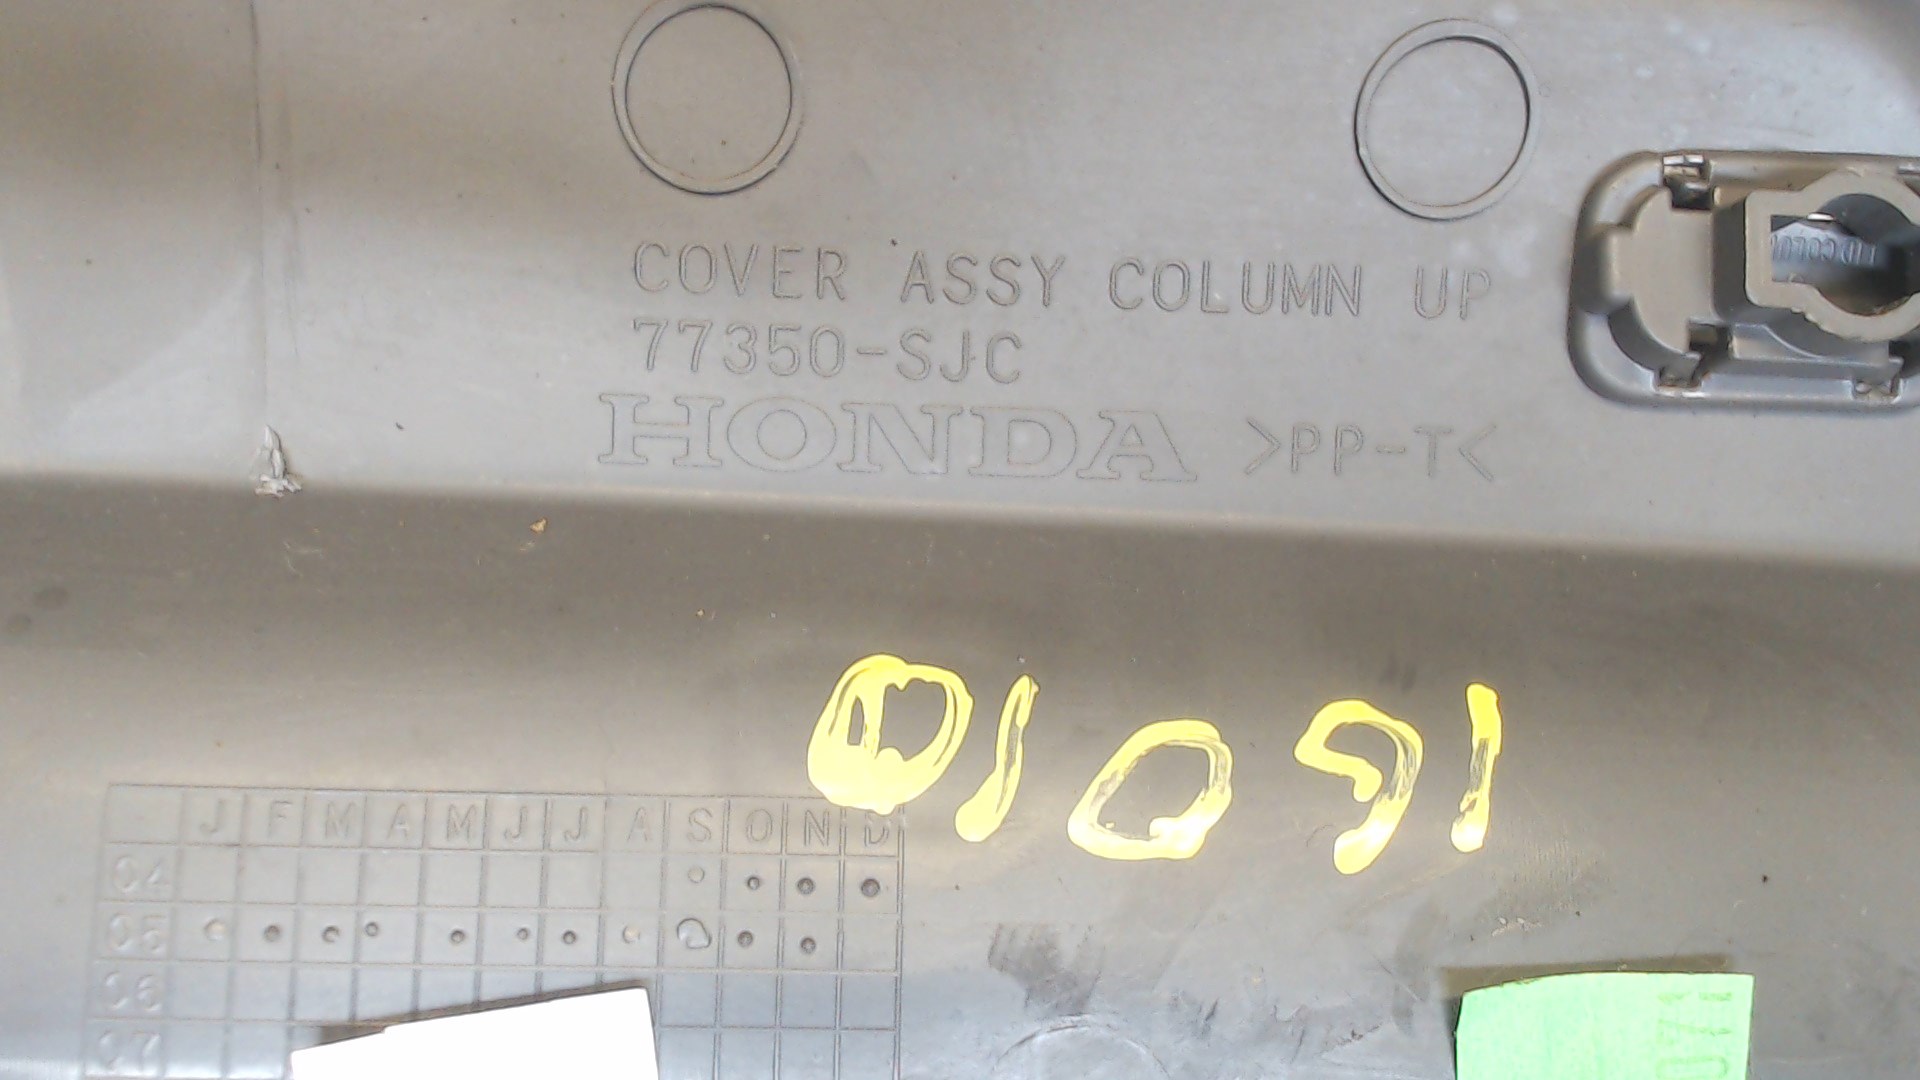 COVER ASSY COLUMN UP
77350-SJC
HONDA >PP-T<
01091
J F M A M J J A S O N D
04
05
06
07